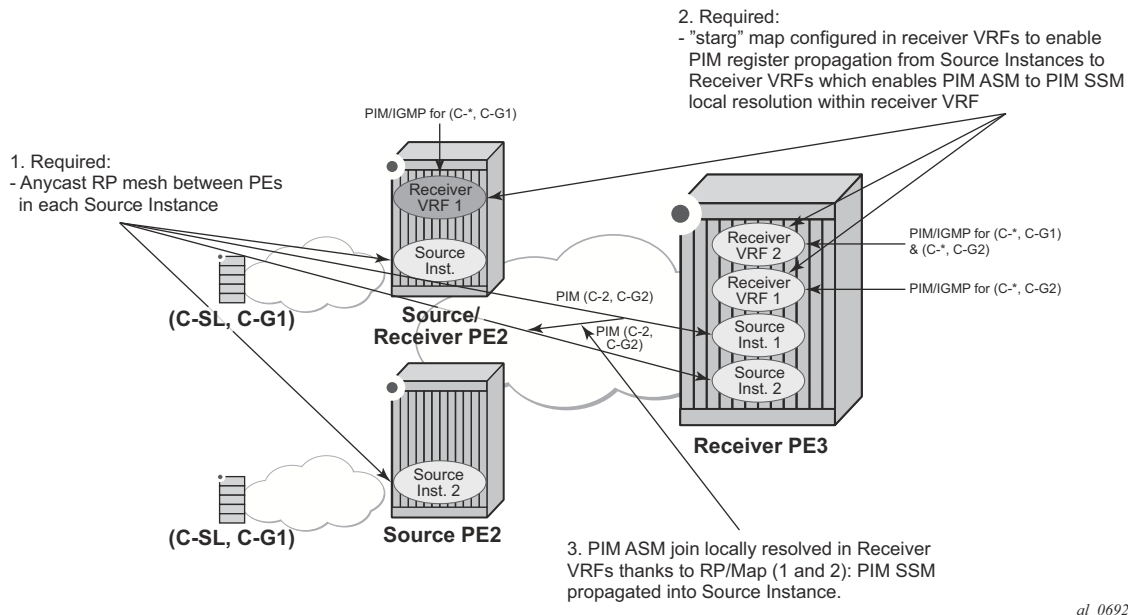 2. Required:
- ”starg” map configured in receiver VRFs to enable
PIM register propagation from Source Instances to
Receiver VRFs which enables PIM ASM to PIM SSM
local resolution within receiver VRF
PIM/IGMP for (C-*, C-G1)
1. Required:
- Anycast RP mesh between PEs
in each Source Instance
Receiver
VRF 1
Source
Inst.
(C-SL, C-G1)
Source/
Receiver PE2
PIM (C-2, C-G2)
PIM (C-2,
C-G2)
Receiver
VRF 2
Receiver
VRF 1
Source
Inst. 1
Source
Inst. 2
PIM/IGMP for (C-*, C-G1)
& (C-*, C-G2)
PIM/IGMP for (C-*, C-G2)
Receiver PE3
Source
Inst. 2
(C-SL, C-G1)
Source PE2
3. PIM ASM join locally resolved in Receiver
VRFs thanks to RP/Map (1 and 2): PIM SSM
propagated into Source Instance.
al_0692